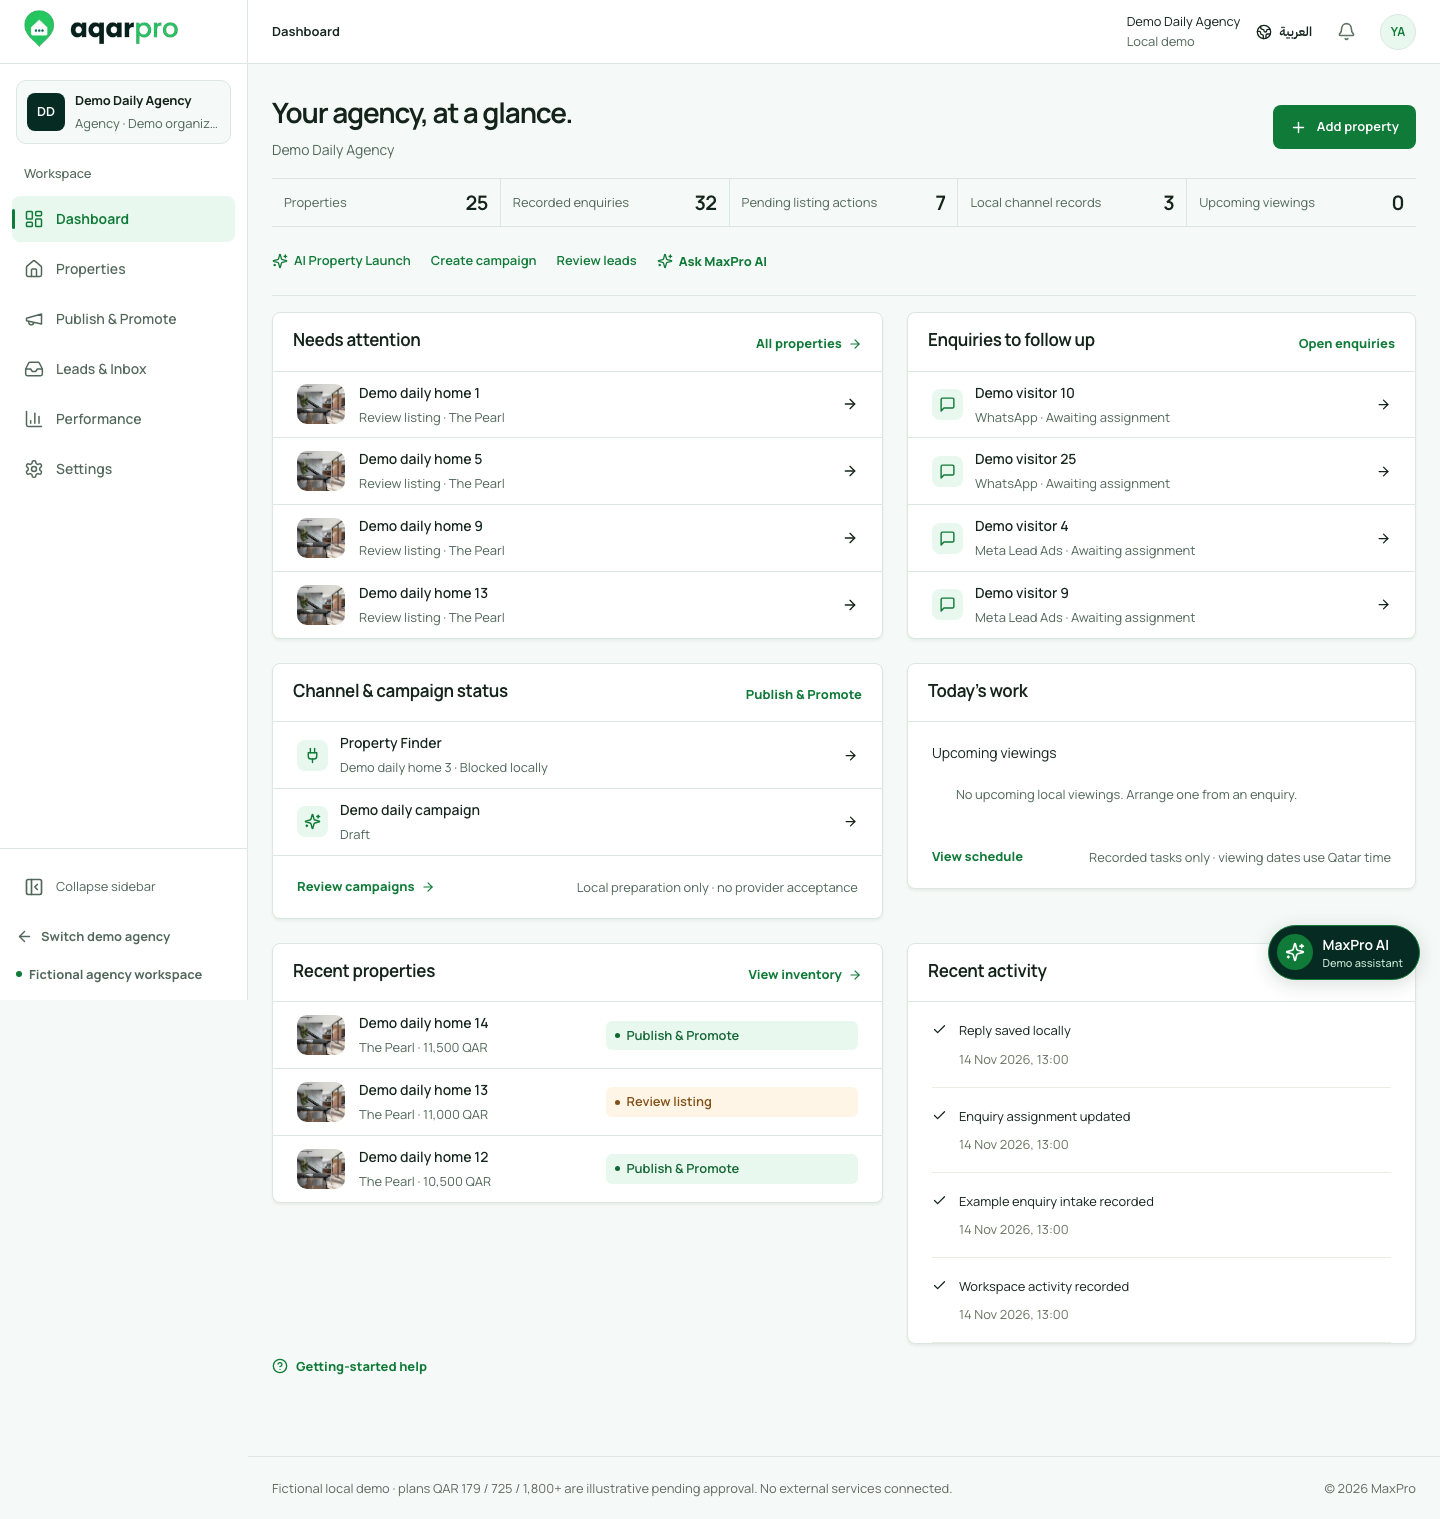 aqarpro
Dashboard
Demo Daily Agency
Local demo
العربية
YA
DD
Demo Daily Agency
Agency · Demo organiz...
Workspace
Dashboard
Properties
Publish & Promote
Leads & Inbox
Performance
Settings
Collapse sidebar
Switch demo agency
Fictional agency workspace
Your agency, at a glance.
Demo Daily Agency
Add property
Properties 25
Recorded enquiries 32
Pending listing actions 7
Local channel records 3
Upcoming viewings 0
AI Property Launch
Create campaign
Review leads
Ask MaxPro AI
Needs attention
All properties
Demo daily home 1
Review listing · The Pearl
Demo daily home 5
Review listing · The Pearl
Demo daily home 9
Review listing · The Pearl
Demo daily home 13
Review listing · The Pearl
Enquiries to follow up
Open enquiries
Demo visitor 10
WhatsApp · Awaiting assignment
Demo visitor 25
WhatsApp · Awaiting assignment
Demo visitor 4
Meta Lead Ads · Awaiting assignment
Demo visitor 9
Meta Lead Ads · Awaiting assignment
Channel & campaign status
Publish & Promote
Property Finder
Demo daily home 3 · Blocked locally
Demo daily campaign
Draft
Review campaigns
Local preparation only · no provider acceptance
Today's work
Upcoming viewings
No upcoming local viewings. Arrange one from an enquiry.
View schedule
Recorded tasks only · viewing dates use Qatar time
MaxPro AI
Demo assistant
Recent properties
View inventory
Demo daily home 14
The Pearl · 11,500 QAR
Publish & Promote
Demo daily home 13
The Pearl · 11,000 QAR
Review listing
Demo daily home 12
The Pearl · 10,500 QAR
Publish & Promote
Recent activity
Reply saved locally
14 Nov 2026, 13:00
Enquiry assignment updated
14 Nov 2026, 13:00
Example enquiry intake recorded
14 Nov 2026, 13:00
Workspace activity recorded
14 Nov 2026, 13:00
Getting-started help
Fictional local demo · plans QAR 179 / 725 / 1,800+ are illustrative pending approval. No external services connected.
© 2026 MaxPro